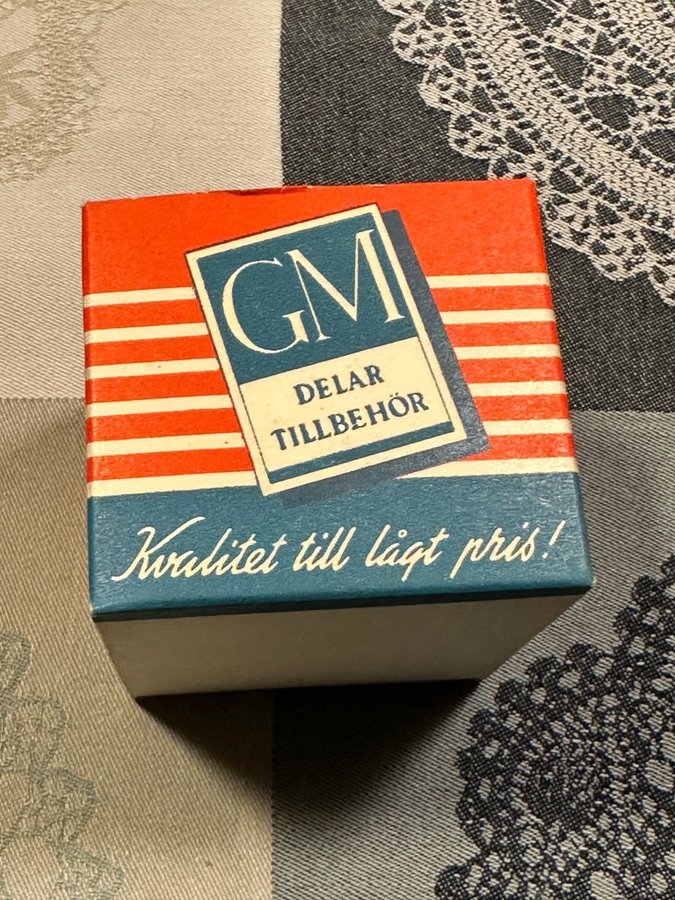 GM
DELAR
TILLBEHÖR
Kvalitet till lågt pris!